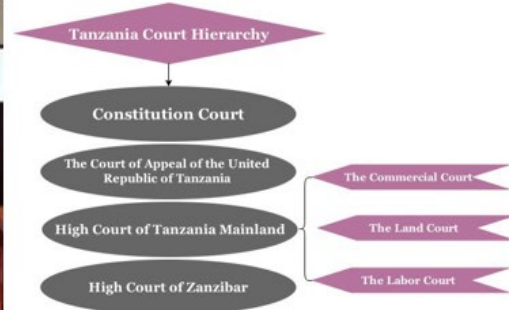 Tanzania Court Hierarchy
Constitution Court
The Court of Appeal of the United
Republic of Tanzania
High Court of Tanzania Mainland
High Court of Zanzibar
The Commercial Court
The Land Court
The Labor Court